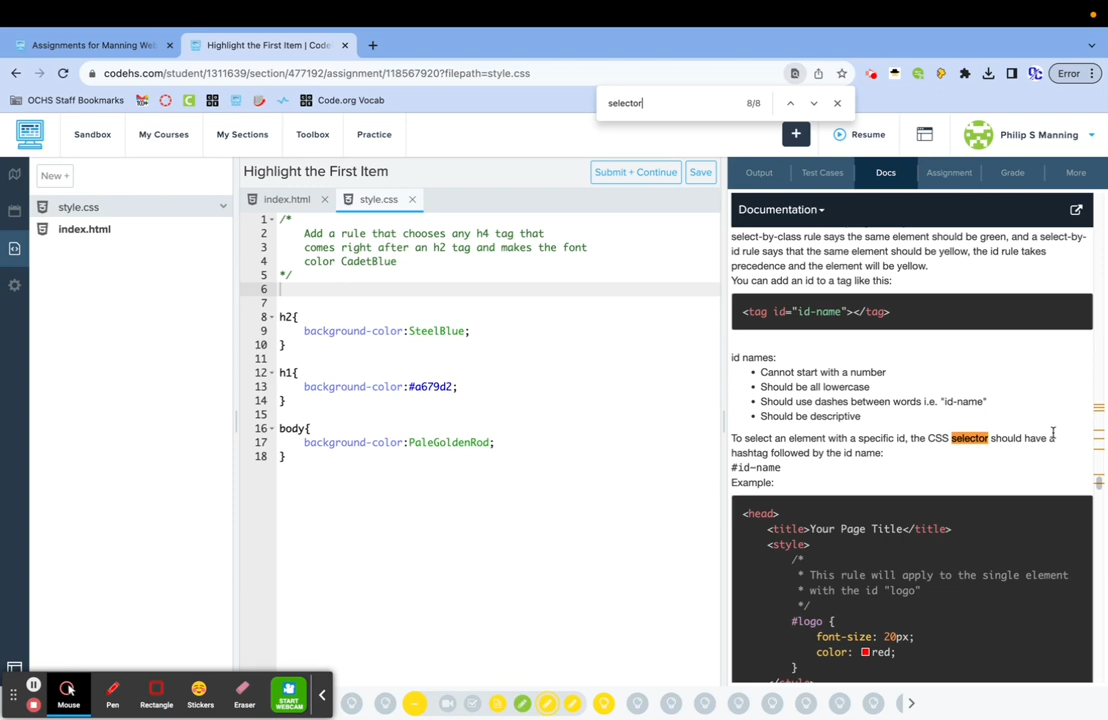 Assignments for Manning We
Highlight the First Item | Code
codehs.com/student/1311639/section/477192/assignment/118567920?filepath=style.css
Error
OCHS Staff Bookmarks
Code.org Vocab
selector
8/8
Sandbox
My Courses
My Sections
Toolbox
Practice
+
Resume
Philip S Manning
New +
Highlight the First Item
Submit + Continue
Save
Output
Test Cases
Docs
Assignment
Grade
More
style.css
index.html
index.html
style.css
Documentation
1 /*
2 Add a rule that chooses any h4 tag that
3 comes right after an h2 tag and makes the font
4 color CadetBlue
5 */
6
7
8 h2{
9 background-color:SteelBlue;
10 }
11
12 h1{
13 background-color:#a679d2;
14 }
15
16 body{
17 background-color:PaleGoldenRod;
18 }
select-by-class rule says the same element should be green, and a select-by-
id rule says that the same element should be yellow, the id rule takes
precedence and the element will be yellow.
You can add an id to a tag like this:
<tag id="id-name"></tag>
id names:
• Cannot start with a number
• Should be all lowercase
• Should use dashes between words i.e. "id-name"
• Should be descriptive
To select an element with a specific id, the CSS selector should have a
hashtag followed by the id name:
#id-name
Example:
<head>
<title>Your Page Title</title>
<style>
/*
* This rule will apply to the single element
* with the id "logo"
*/
#logo {
font-size: 20px;
color: red;
}
</style>
Mouse
Pen
Rectangle
Stickers
Eraser
START
WEBCAM